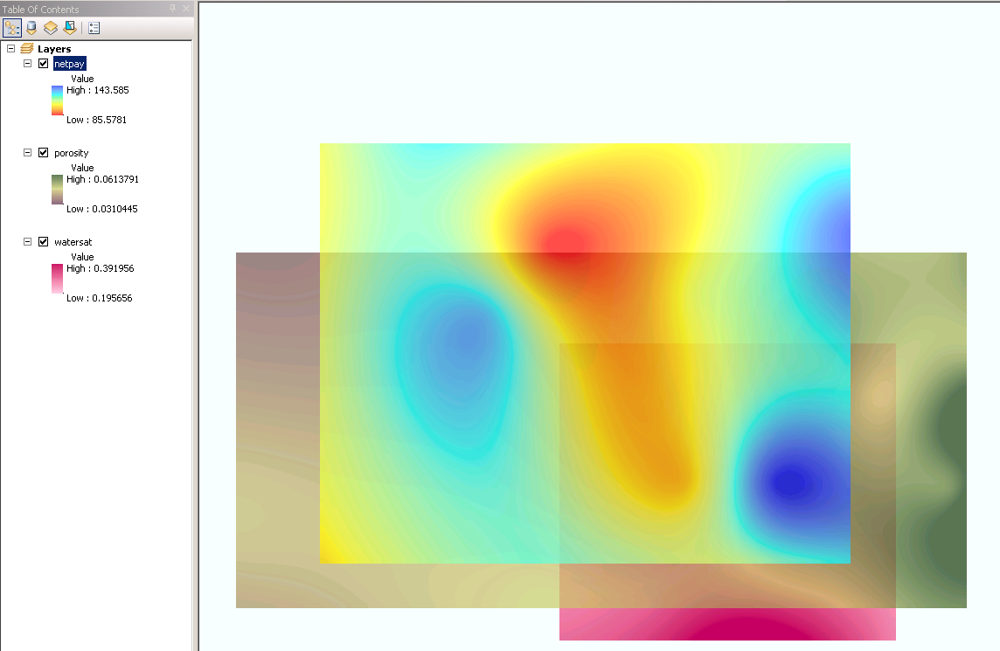 Table Of Contents
Layers
netpay
Value
High : 143.585
Low : 85.5781
porosity
Value
High : 0.0613791
Low : 0.0310445
watersat
Value
High : 0.391956
Low : 0.195656